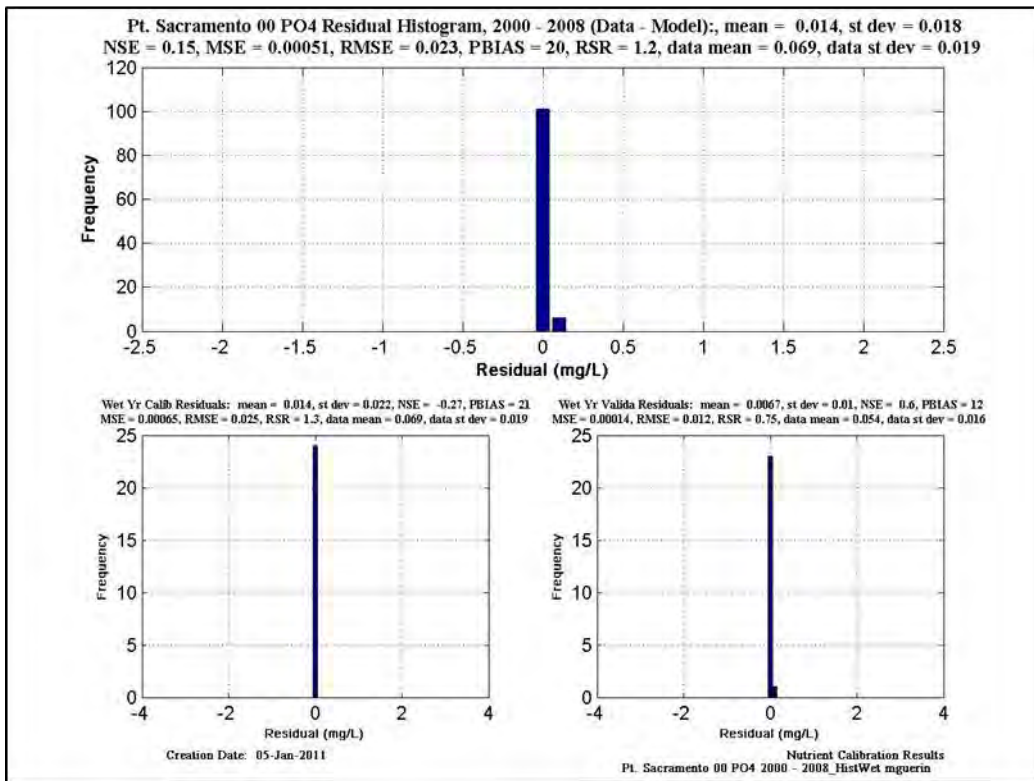 Pt. Sacramento 00 PO4 Residual Histogram, 2000 - 2008 (Data - Model):, mean = 0.014, st dev = 0.018
NSE = 0.15, MSE = 0.00051, RMSE = 0.023, PBIAS = 20, RSR = 1.2, data mean = 0.069, data st dev = 0.019
120
100
80
60
40
20
0
Frequency
-2.5 -2 -1.5 -1 -0.5 0 0.5 1 1.5 2 2.5
Residual (mg/L)
Wet Yr Calib Residuals: mean = 0.014, st dev = 0.022, NSE = -0.27, PBIAS = 21
MSE = 0.00065, RMSE = 0.025, RSR = 1.3, data mean = 0.069, data st dev = 0.019
25
20
15
10
5
0
Frequency
-4 -2 0 2 4
Residual (mg/L)
Wet Yr Valida Residuals: mean = 0.0067, st dev = 0.01, NSE = 0.6, PBIAS = 12
MSE = 0.00014, RMSE = 0.012, RSR = 0.75, data mean = 0.054, data st dev = 0.016
25
20
15
10
5
0
Frequency
-4 -2 0 2 4
Residual (mg/L)
Creation Date: 05-Jan-2011
Nutrient Calibration Results
Pt. Sacramento 00 PO4 2000 - 2008_HistWet mguerin